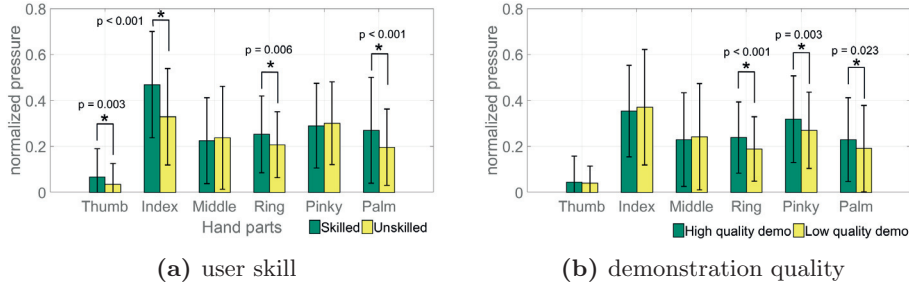 0.8
0.6
0.4
0.2
0
normalized pressure
p = 0.003
*
p < 0.001
*
p = 0.006
*
p <0.001
*
Thumb Index Middle Ring Pinky Palm
Hand parts
Skilled Unskilled
(a) user skill
0.8
0.6
0.4
0.2
0
normalized pressure
p <0.001
*
p = 0.003
*
p = 0.023
*
Thumb Index Middle Ring Pinky Palm
High quality demo Low quality demo
(b) demonstration quality